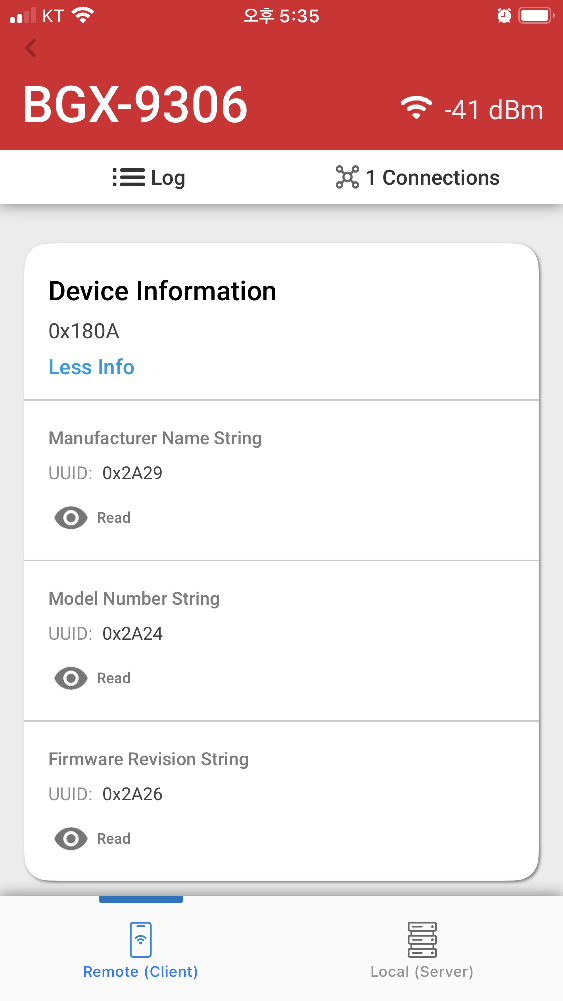 KT 오후 5:35
BGX-9306
-41 dBm
Log
1 Connections
Device Information
0x180A
Less Info
Manufacturer Name String
UUID: 0x2A29
Read
Model Number String
UUID: 0x2A24
Read
Firmware Revision String
UUID: 0x2A26
Read
Remote (Client)
Local (Server)